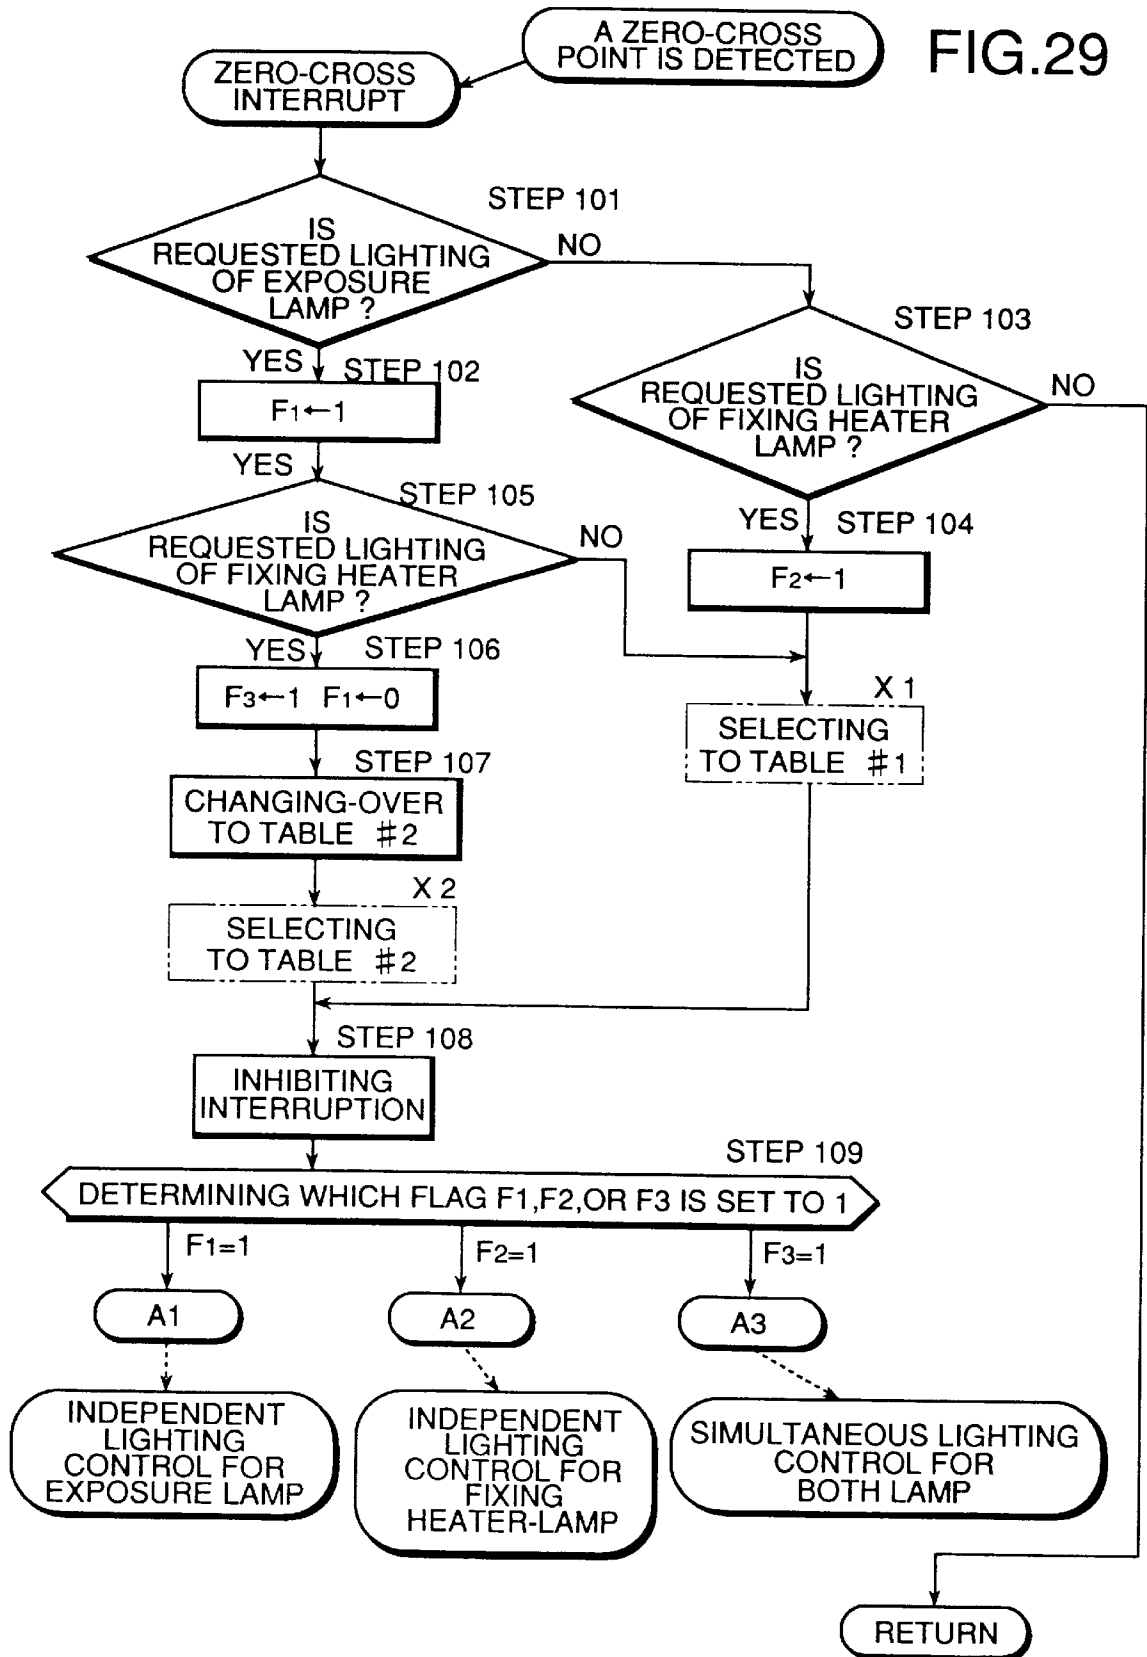 A ZERO-CROSS
POINT IS DETECTED
FIG.29
ZERO-CROSS
INTERRUPT
STEP 101
IS
REQUESTED LIGHTING
OF EXPOSURE
LAMP ?
NO
YES
STEP 102
F1←1
STEP 103
IS
REQUESTED LIGHTING
OF FIXING HEATER
LAMP ?
NO
YES
STEP 104
F2←1
YES
STEP 105
IS
REQUESTED LIGHTING
OF FIXING HEATER
LAMP ?
NO
YES
STEP 106
F3←1 F1←0
X 1
SELECTING
TO TABLE #1
STEP 107
CHANGING-OVER
TO TABLE #2
X 2
SELECTING
TO TABLE #2
STEP 108
INHIBITING
INTERRUPTION
STEP 109
DETERMINING WHICH FLAG F1,F2,OR F3 IS SET TO 1
F1=1
F2=1
F3=1
A1
A2
A3
INDEPENDENT
LIGHTING
CONTROL FOR
EXPOSURE LAMP
INDEPENDENT
LIGHTING
CONTROL FOR
FIXING
HEATER-LAMP
SIMULTANEOUS LIGHTING
CONTROL FOR
BOTH LAMP
RETURN